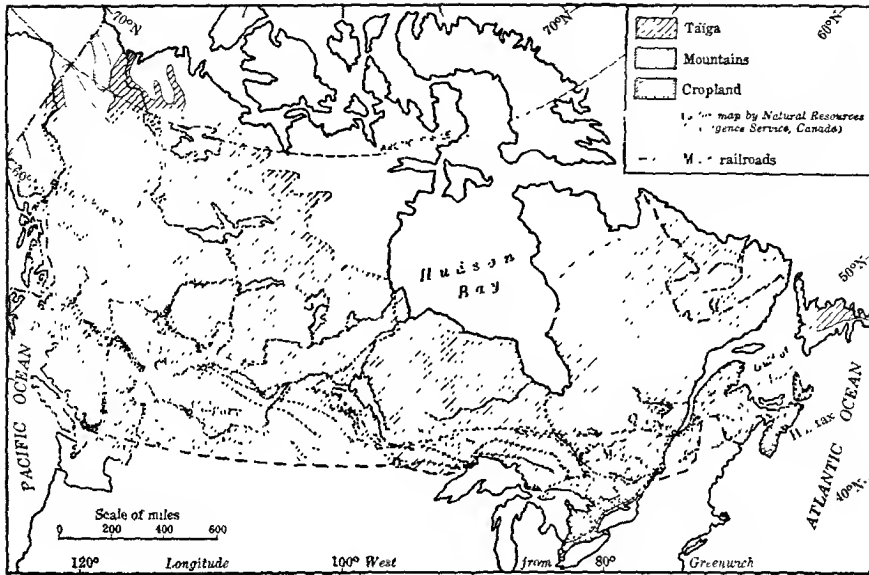 70°N
70°N
60°N
Taïga
Mountains
Cropland
map by Natural Resources
Service, Canada)
railroads
60°
Hudson
Bay
50°N
PACIFIC OCEAN
ATLANTIC OCEAN
40°N
Scale of miles
0 200 400 600
120° Longitude 100° West from 80° Greenwich